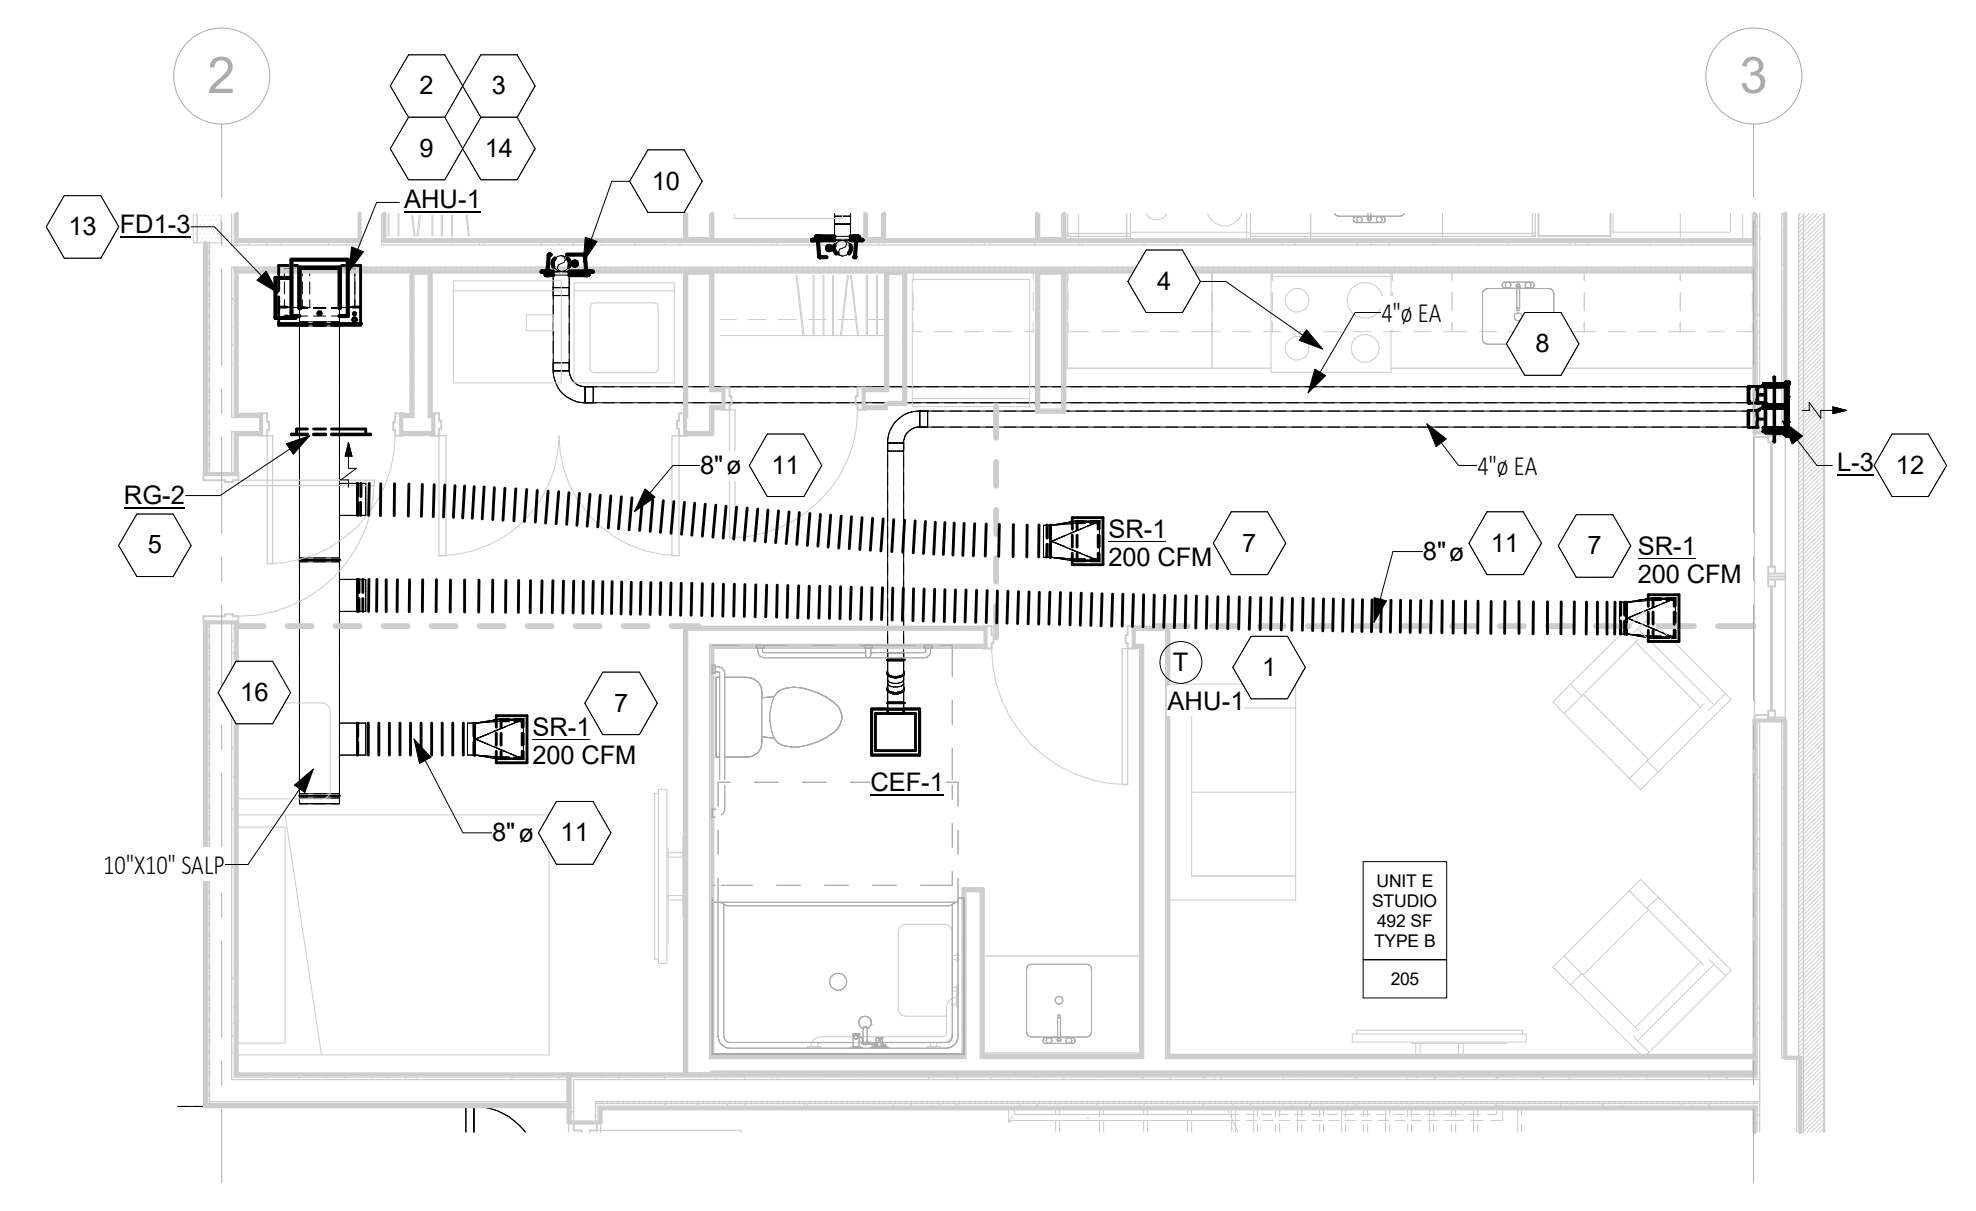 2
3
2
3
9
14
AHU-1
10
13
FD1-3
4
4"ø EA
8
8"ø
11
4"ø EA
L-3
12
RG-2
5
SR-1
200 CFM
7
8"ø
11
7
SR-1
200 CFM
16
7
SR-1
200 CFM
T
AHU-1
1
CEF-1
8"ø
11
10"X10" SALP
UNIT E
STUDIO
492 SF
TYPE B
205